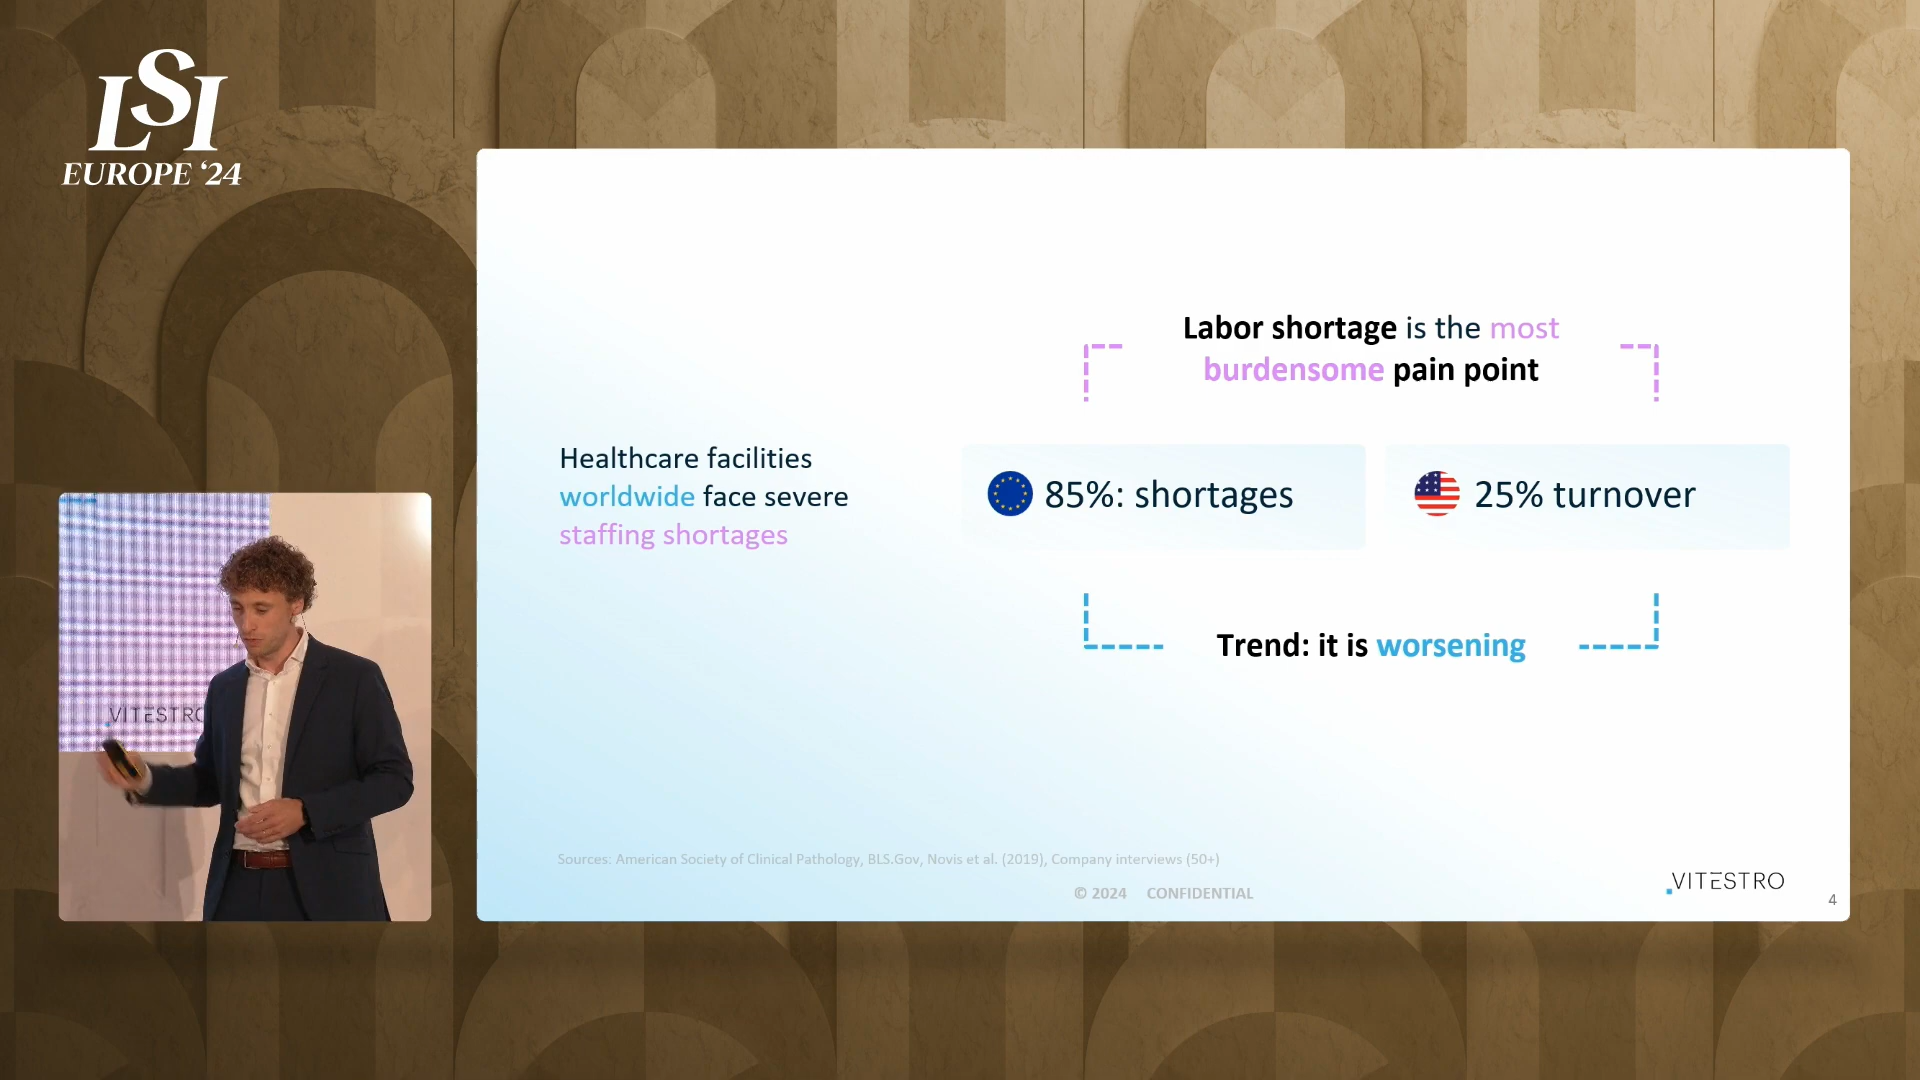 LSI
EUROPE ‘24
Labor shortage is the most
burdensome pain point
Healthcare facilities
worldwide face severe
staffing shortages
85%: shortages
25% turnover
Trend: it is worsening
VITESTRO
Sources: American Society of Clinical Pathology, BLS.Gov, Novis et al. (2019), Company interviews (50+)
© 2024 CONFIDENTIAL
VITESTRO
4